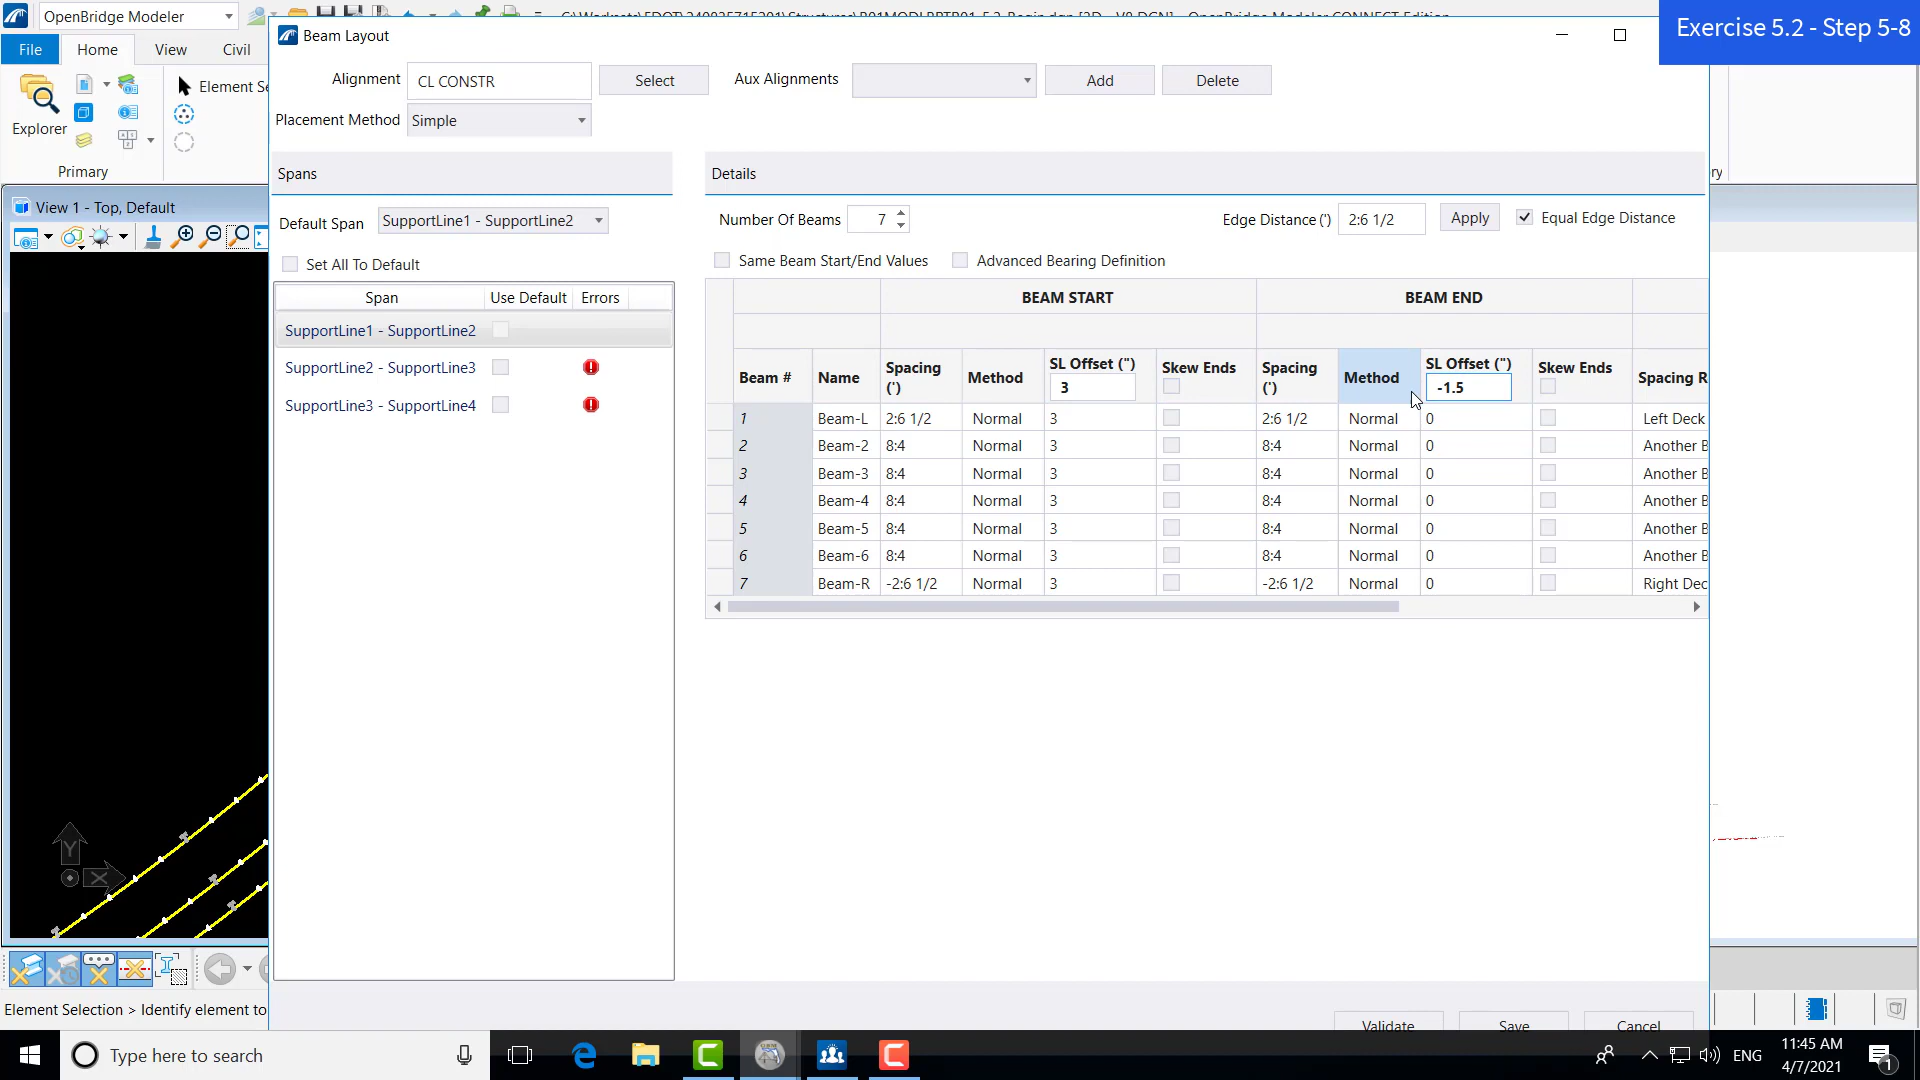 OpenBridge Modeler
Exercise 5.2 - Step 5-8
File Home View Civil
Element Se
Explorer
Primary
View 1 - Top, Default
Beam Layout
Alignment CL CONSTR Select Aux Alignments Add Delete
Placement Method Simple
Spans
Details
Default Span SupportLine1 - SupportLine2
Set All To Default
Number Of Beams 7 Edge Distance (') 2:6 1/2 Apply Equal Edge Distance
Same Beam Start/End Values Advanced Bearing Definition
Span Use Default Errors
SupportLine1 - SupportLine2
SupportLine2 - SupportLine3
SupportLine3 - SupportLine4
BEAM START BEAM END
Beam # Name Spacing (') Method SL Offset (") 3 Skew Ends Spacing (') Method SL Offset (") -1.5 Skew Ends Spacing R
1 Beam-L 2:6 1/2 Normal 3 2:6 1/2 Normal 0 Left Deck
2 Beam-2 8:4 Normal 3 8:4 Normal 0 Another B
3 Beam-3 8:4 Normal 3 8:4 Normal 0 Another B
4 Beam-4 8:4 Normal 3 8:4 Normal 0 Another B
5 Beam-5 8:4 Normal 3 8:4 Normal 0 Another B
6 Beam-6 8:4 Normal 3 8:4 Normal 0 Another B
7 Beam-R -2:6 1/2 Normal 3 -2:6 1/2 Normal 0 Right Dec
ry
Y
X
Validate Save Cancel
Element Selection > Identify element to
Type here to search
ENG
11:45 AM
4/7/2021
1